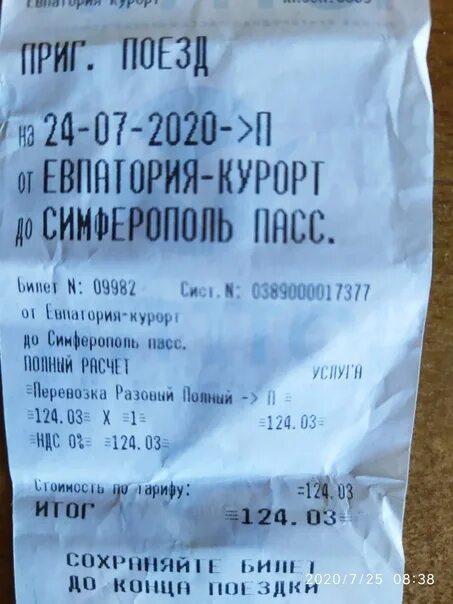 Евпатория курорт
ПРИГ. ПОЕЗД
на 24-07-2020->П
от ЕВПАТОРИЯ-КУРОРТ
до СИМФЕРОПОЛЬ ПАСС.
Билет N: 09982 Сист.N: 0389000017377
от Евпатория-курорт
до Симферополь пасс.
ПОЛНЫЙ РАСЧЕТ УСЛУГА
=Перевозка Разовый Полный -> П =
=124.03= X =1= =124.03=
=НДС 0%= =124.03=
Стоимость по тарифу: =124.03
ИТОГ =124.03=
СОХРАНЯЙТЕ БИЛЕТ
ДО КОНЦА ПОЕЗДКИ
2020/7/25 08:38